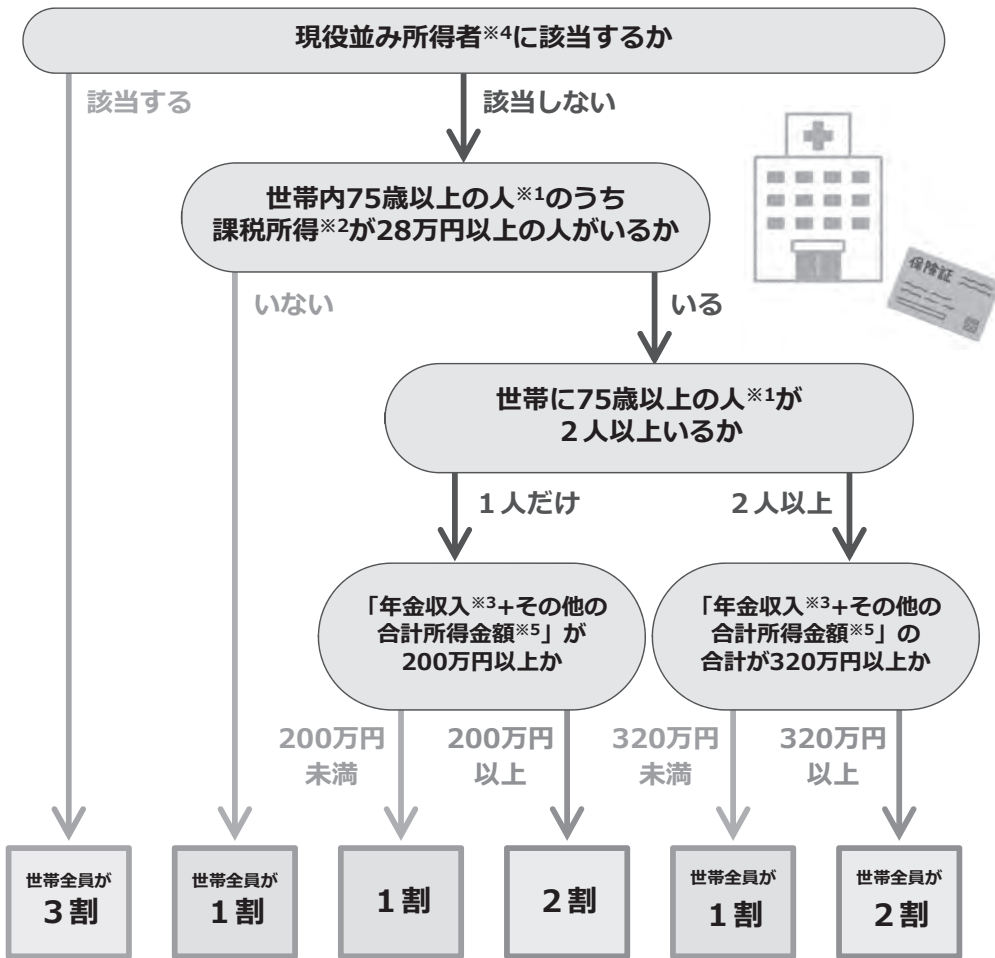 現役並み所得者※4に該当するか
該当する
該当しない
世帯内75歳以上の人※1のうち
課税所得※2が28万円以上の人がいるか
保険証
いない
いる
世帯に75歳以上の人※1が
２人以上いるか
１人だけ
２人以上
「年金収入※3+その他の
合計所得金額※5」が
200万円以上か
「年金収入※3+その他の
合計所得金額※5」の
合計が320万円以上か
200万円
未満
200万円
以上
320万円
未満
320万円
以上
世帯全員が
３割
世帯全員が
１割
１割
２割
世帯全員が
１割
世帯全員が
２割